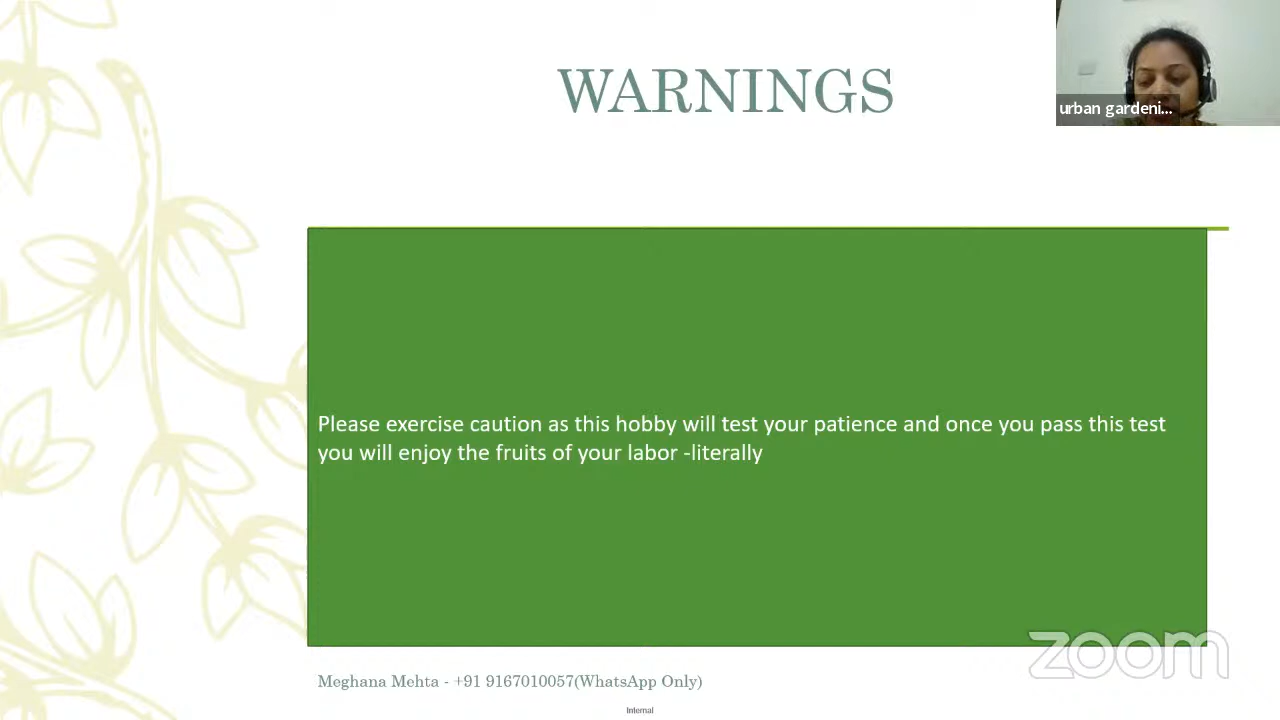 WARNINGS
urban gardeni...
Please exercise caution as this hobby will test your patience and once you pass this test
you will enjoy the fruits of your labor -literally
zoom
Meghana Mehta - +91 9167010057(WhatsApp Only)
Internal